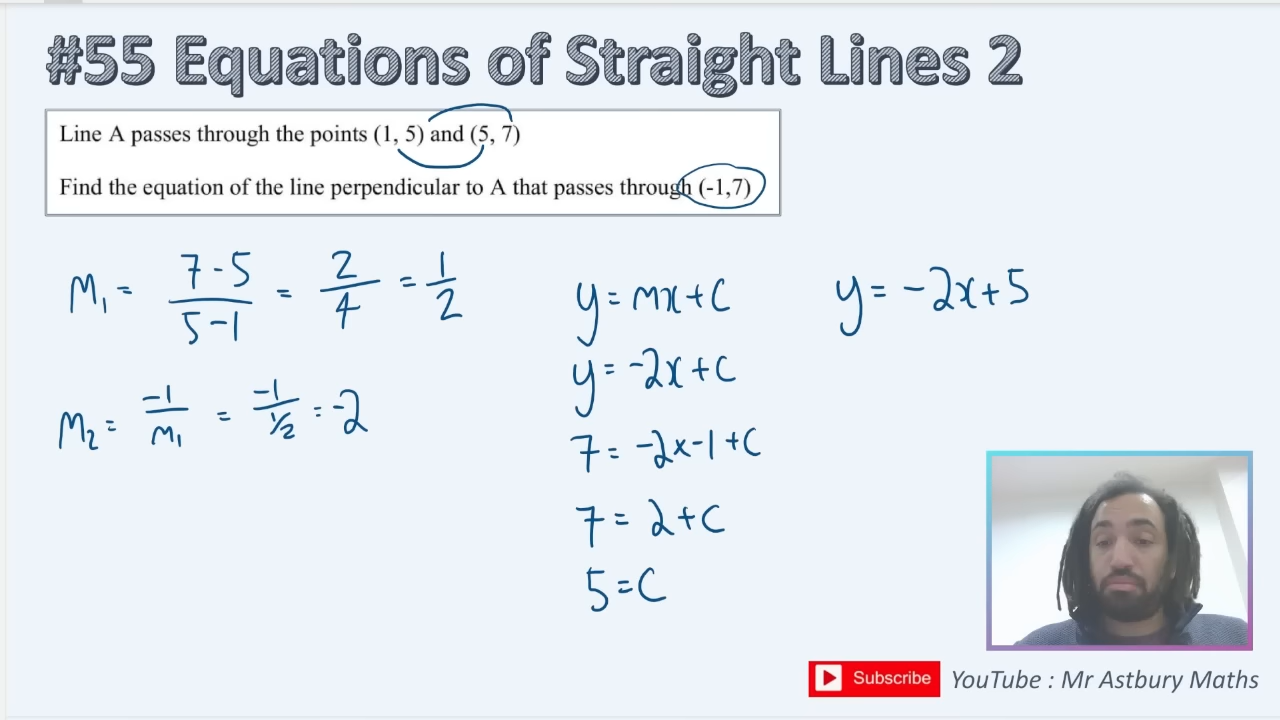 #55 Equations of Straight Lines 2
Line A passes through the points (1, 5) and (5, 7)
Find the equation of the line perpendicular to A that passes through (-1,7)
M₁ = 7-5/5-1 = 2/4 = 1/2
M₂ = -1/M₁ = -1/½ = -2
y = mx+c
y = -2x+c
7 = -2x-1+c
7 = 2+c
5 = c
y = -2x+5
Subscribe
YouTube : Mr Astbury Maths